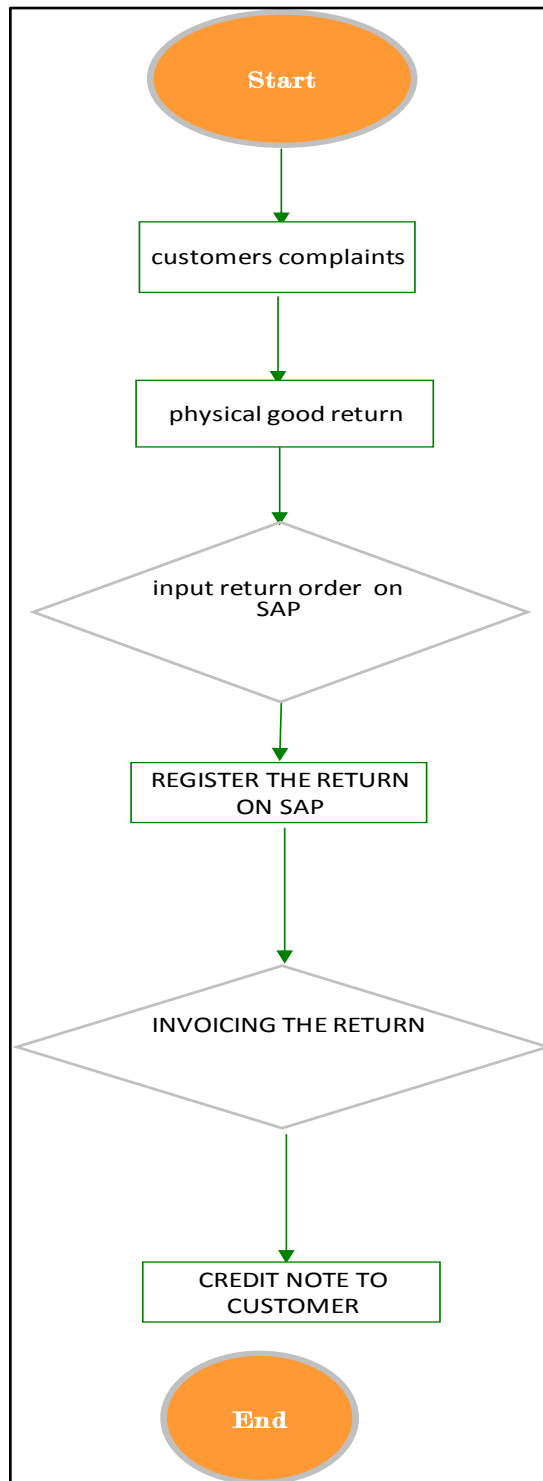 Start
customers complaints
physical good return
input return order on
SAP
REGISTER THE RETURN
ON SAP
INVOICING THE RETURN
CREDIT NOTE TO
CUSTOMER
End